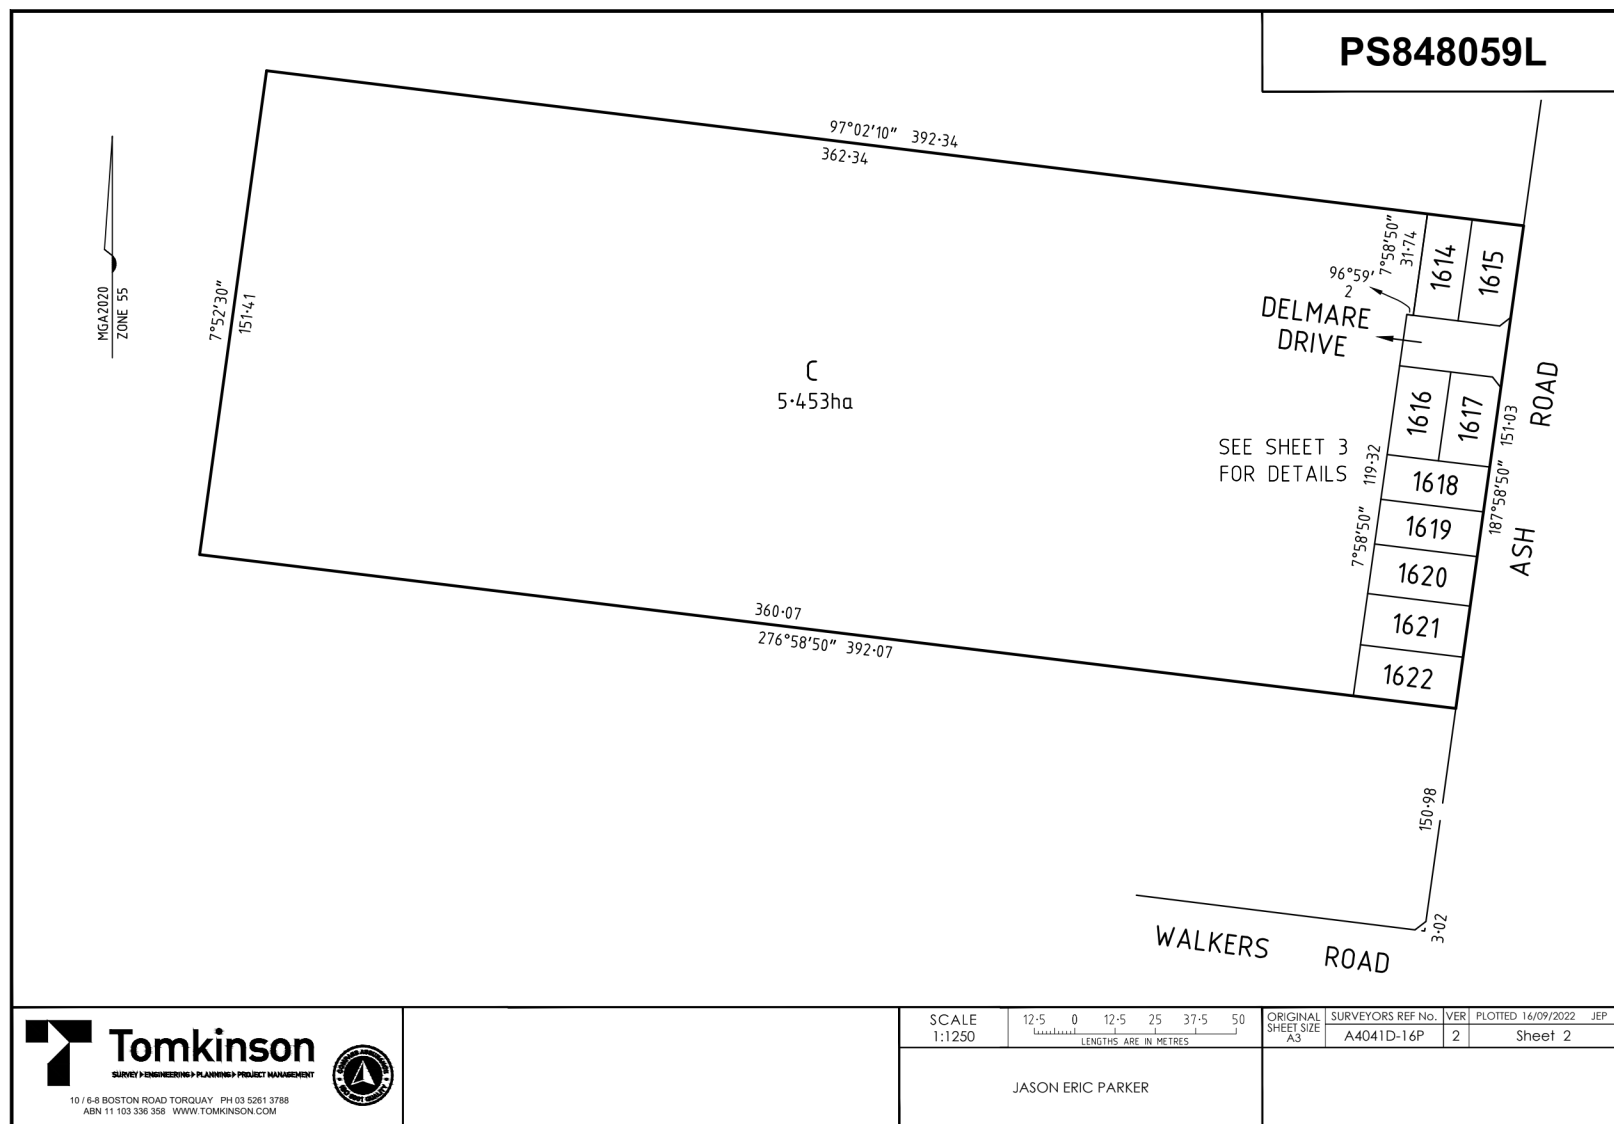 PS848059L
97°02'10" 392·34
362·34
MGA2020
ZONE 55
7°52'30"
151·41
C
5·453ha
7°58'50"
31·74
96°59'
2
1614
1615
DELMARE
DRIVE
1616
1617
ROAD
151·03
187°58'50"
ASH
SEE SHEET 3
FOR DETAILS
119·32
7°58'50"
1618
1619
1620
1621
1622
360·07
276°58'50" 392·07
150·98
3·02
WALKERS ROAD
Tomkinson
SURVEY ▸ ENGINEERING ▸ PLANNING ▸ PROJECT MANAGEMENT
10 / 6-8 BOSTON ROAD TORQUAY PH 03 5261 3788
ABN 11 103 336 358 WWW.TOMKINSON.COM
SCALE
1:1250
12·5 0 12·5 25 37·5 50
LENGTHS ARE IN METRES
ORIGINAL
SHEET SIZE
A3
SURVEYORS REF No.
A4041D-16P
VER
2
PLOTTED 16/09/2022 JEP
Sheet 2
JASON ERIC PARKER